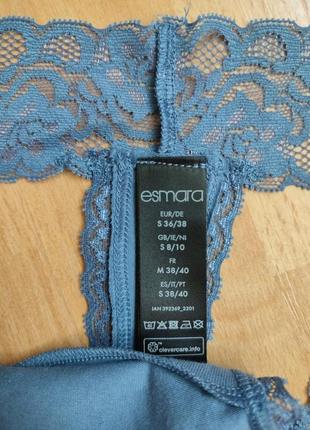 esmara
EUR/DE
S 36/38
GB/IE/NI
S 8/10
FR
M 38/40
ES/IT/PT
S 38/40
IAN 392369_2201
clevercare.info